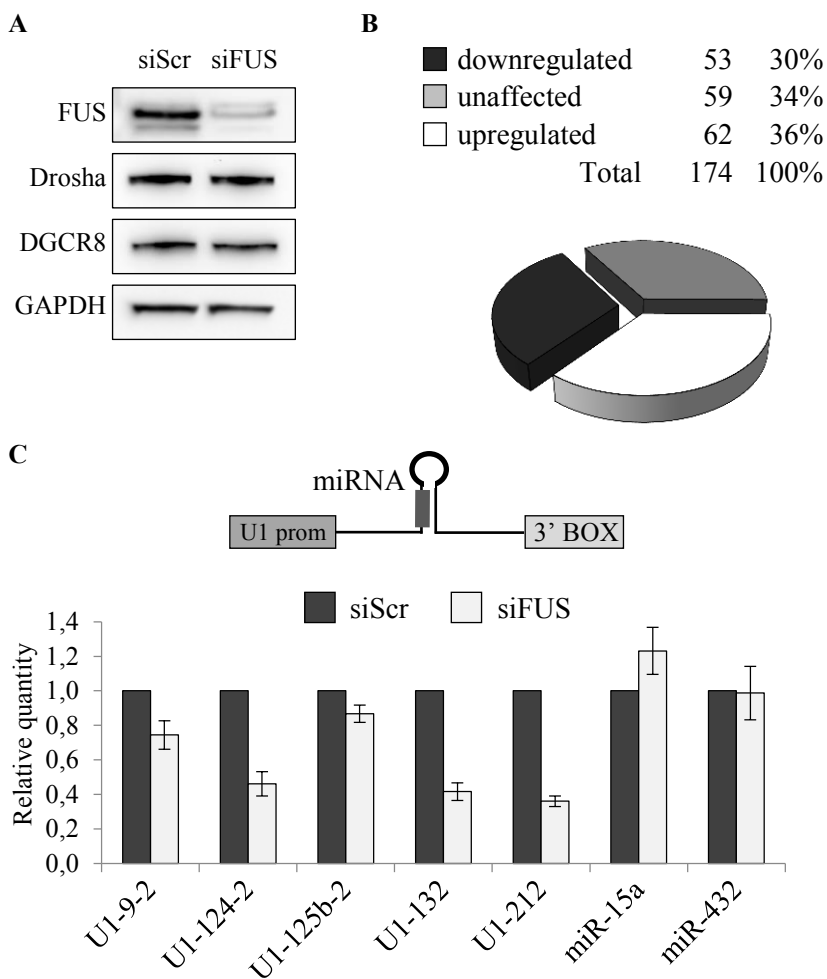 A
siScr siFUS
FUS
Drosha
DGCR8
GAPDH
B
downregulated 53 30%
unaffected 59 34%
upregulated 62 36%
Total 174 100%
C
miRNA
U1 prom
3’ BOX
siScr siFUS
Relative quantity
1,4
1,2
1,0
0,8
0,6
0,4
0,2
0,0
U1-9-2
U1-124-2
U1-125b-2
U1-132
U1-212
miR-15a
miR-432